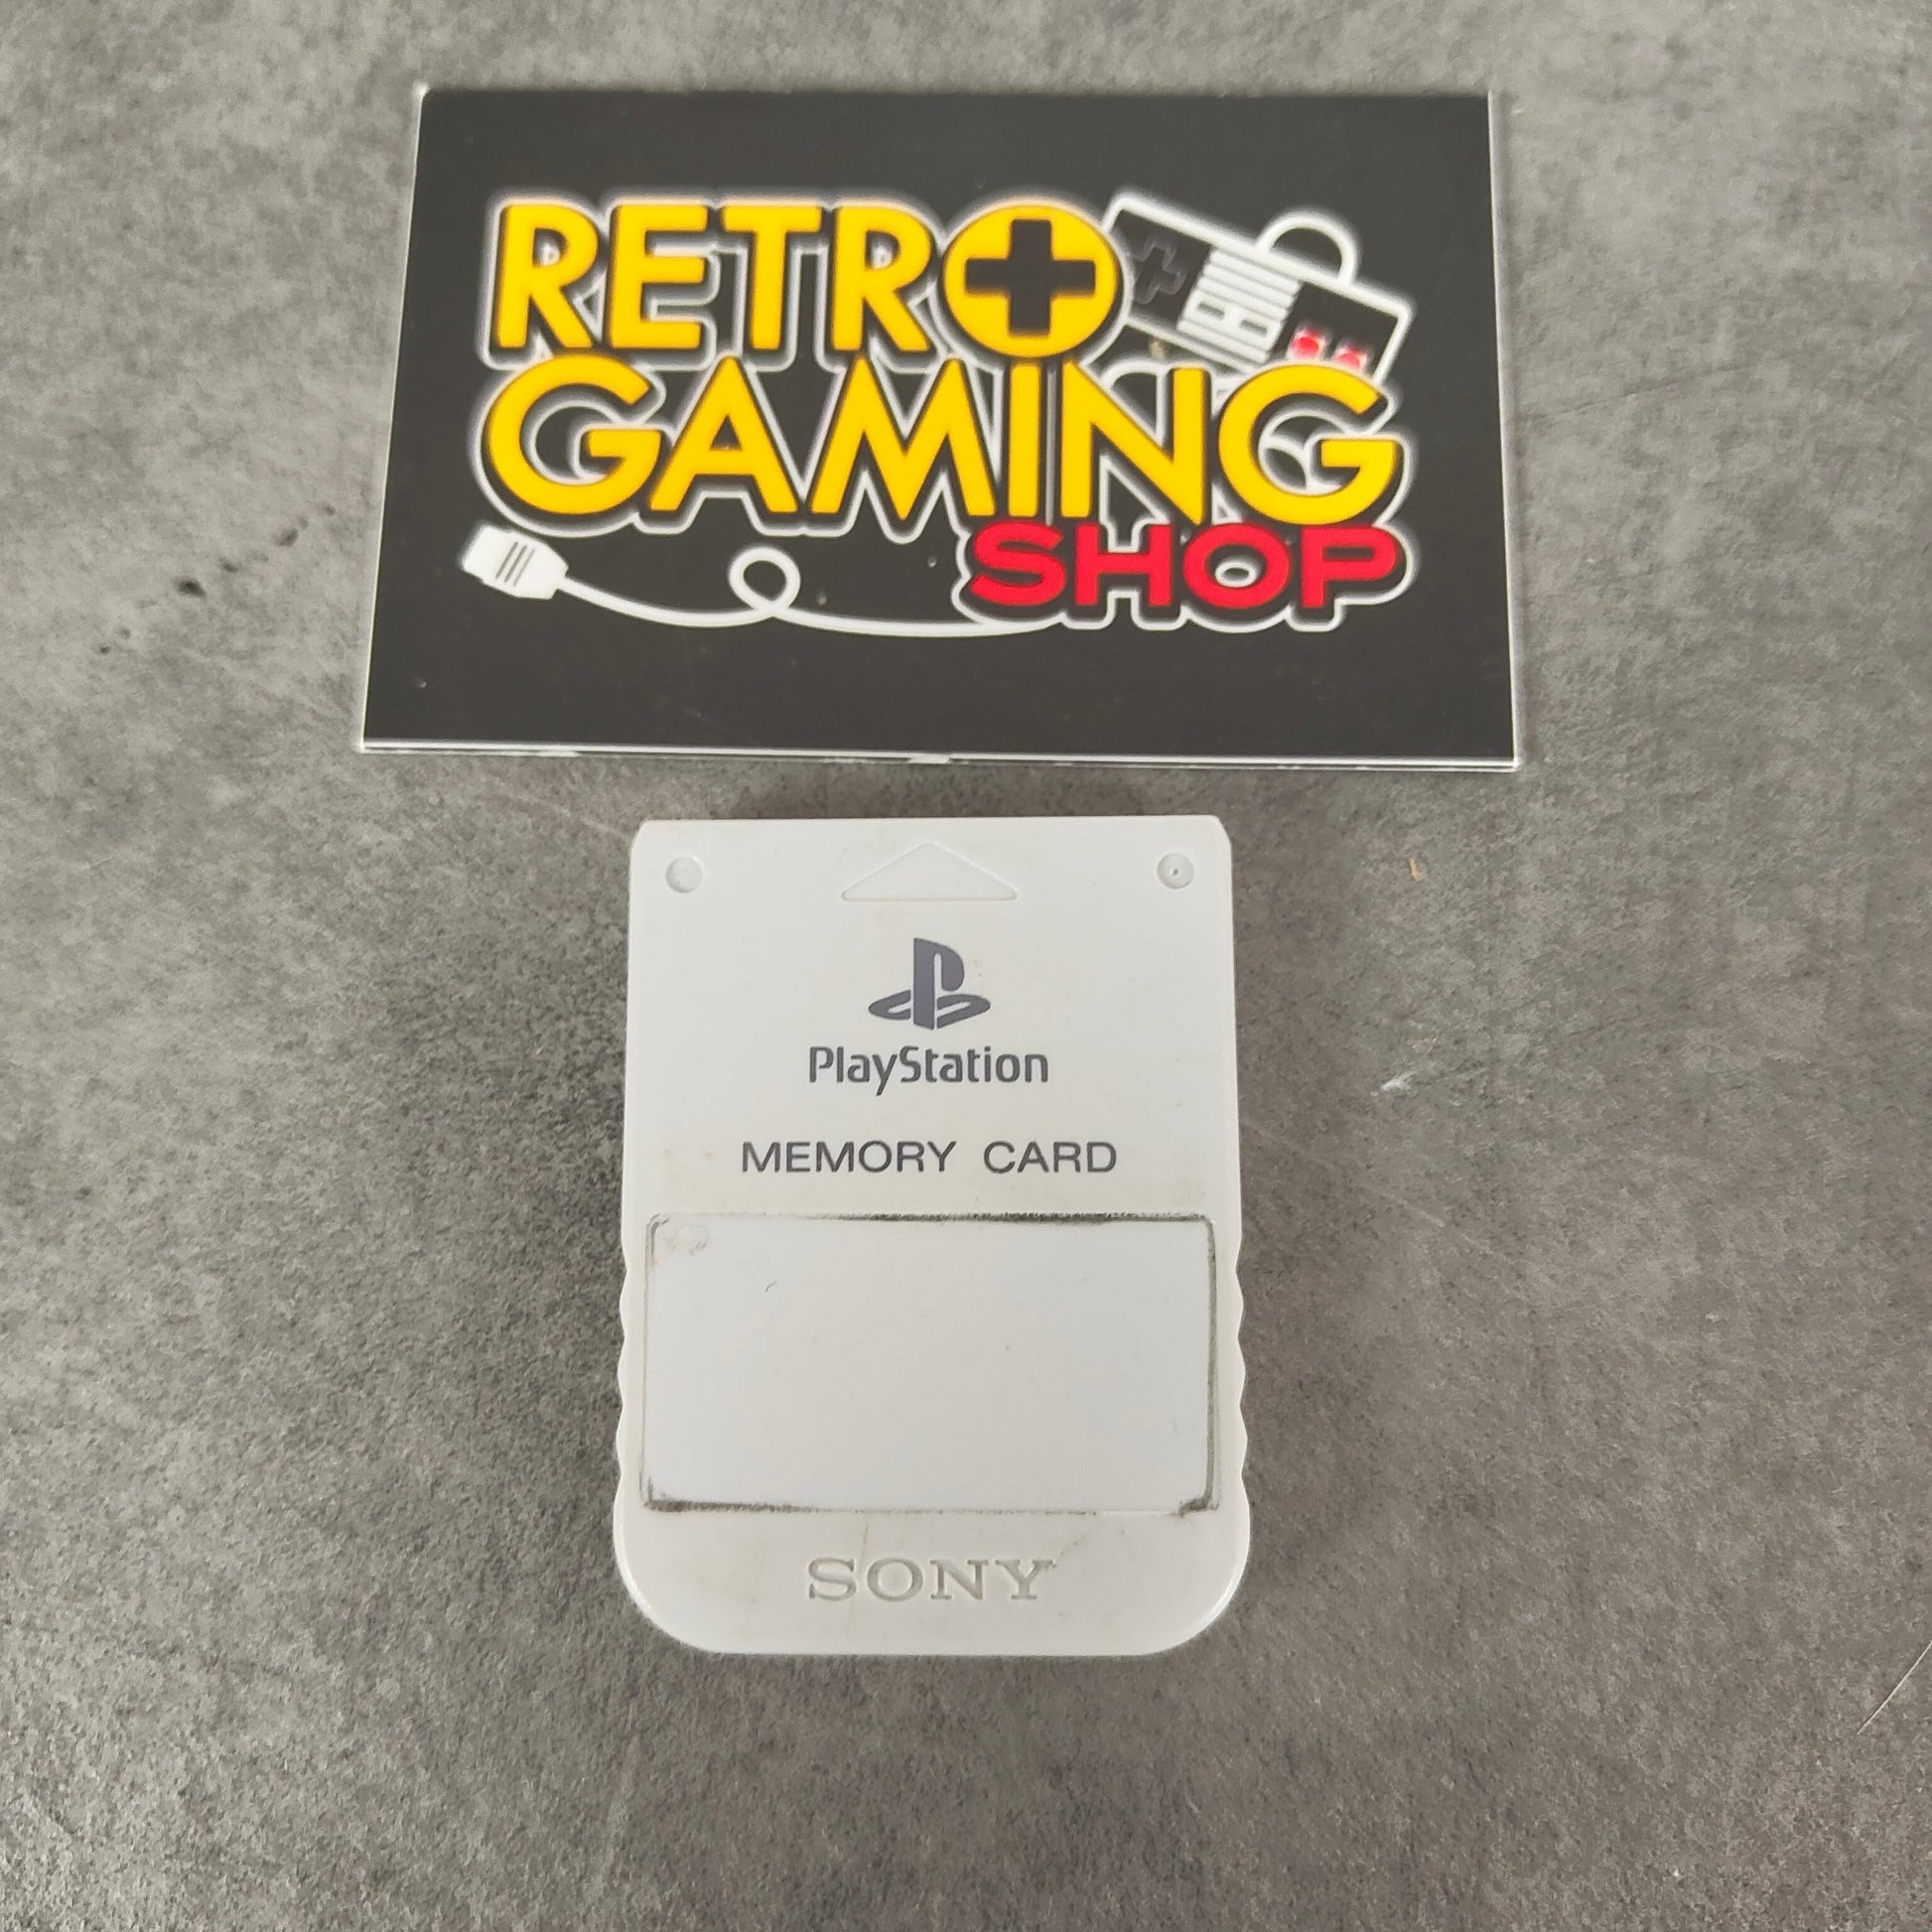 RETRO
GAMING
SHOP
PlayStation
MEMORY CARD
SONY